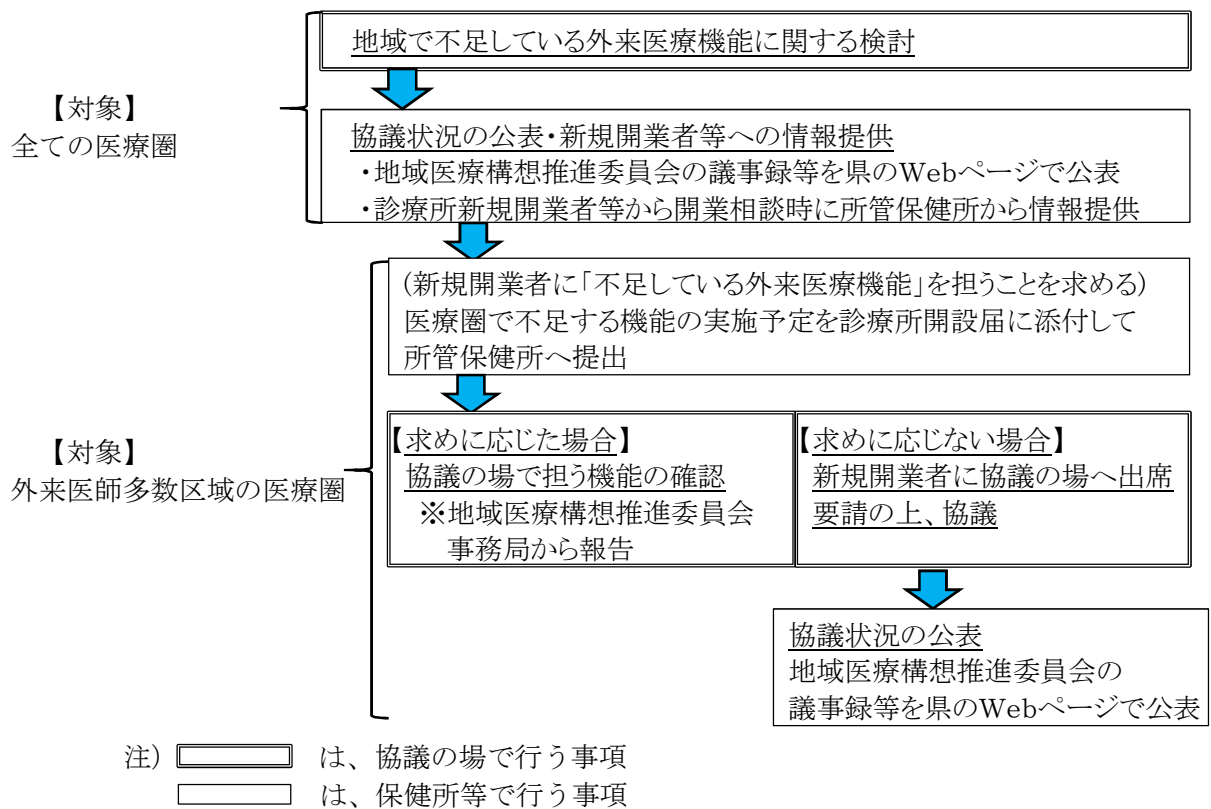 地域で不足している外来医療機能に関する検討
【対象】
全ての医療圏
協議状況の公表・新規開業者等への情報提供
・地域医療構想推進委員会の議事録等を県のWebページで公表
・診療所新規開業者等から開業相談時に所管保健所から情報提供
(新規開業者に「不足している外来医療機能」を担うことを求める)
医療圏で不足する機能の実施予定を診療所開設届に添付して
所管保健所へ提出
【対象】
外来医師多数区域の医療圏
【求めに応じた場合】
協議の場で担う機能の確認
※地域医療構想推進委員会
事務局から報告
【求めに応じない場合】
新規開業者に協議の場へ出席
要請の上、協議
協議状況の公表
地域医療構想推進委員会の
議事録等を県のWebページで公表
注) は、協議の場で行う事項
は、保健所等で行う事項